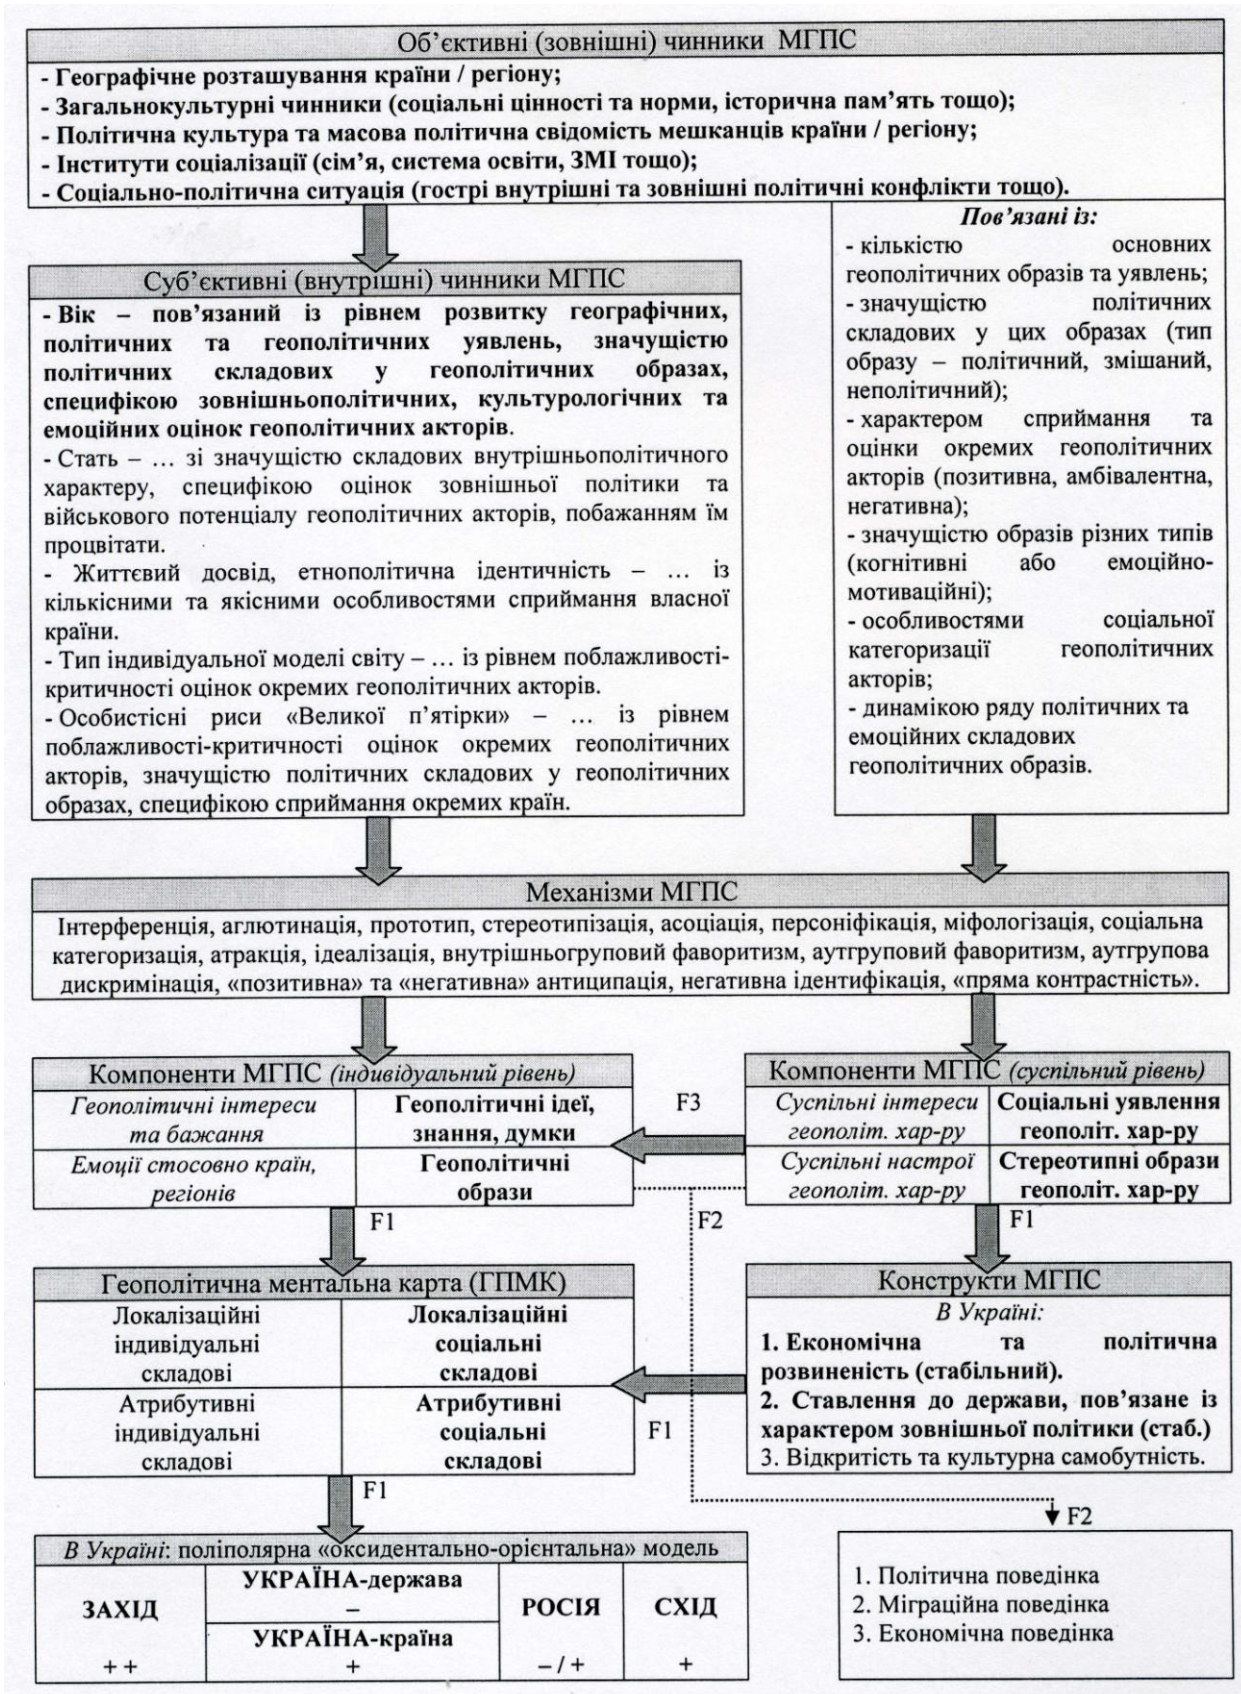 Об’єктивні (зовнішні) чинники МГПС
- Географічне розташування країни / регіону;
- Загальнокультурні чинники (соціальні цінності та норми, історична пам’ять тощо);
- Політична культура та масова політична свідомість мешканців країни / регіону;
- Інститути соціалізації (сім’я, система освіти, ЗМІ тощо);
- Соціально-політична ситуація (гострі внутрішні та зовнішні політичні конфлікти тощо).
Суб’єктивні (внутрішні) чинники МГПС
- Вік – пов’язаний із рівнем розвитку географічних,
політичних та геополітичних уявлень, значущістю
політичних складових у геополітичних образах,
специфікою зовнішньополітичних, культурологічних та
емоційних оцінок геополітичних акторів.
- Стать – … зі значущістю складових внутрішньополітичного
характеру, специфікою оцінок зовнішньої політики та
військового потенціалу геополітичних акторів, побажанням їм
процвітати.
- Життєвий досвід, етнополітична ідентичність – … із
кількісними та якісними особливостями сприймання власної
країни.
- Тип індивідуальної моделі світу – … із рівнем поблажливості-
критичності оцінок окремих геополітичних акторів.
- Особистісні риси «Великої п’ятірки» – … із рівнем
поблажливості-критичності оцінок окремих геополітичних
акторів, значущістю політичних складових у геополітичних
образах, специфікою сприймання окремих країн.
Пов’язані із:
- кількістю основних
геополітичних образів та уявлень;
- значущістю політичних
складових у цих образах (тип
образу – політичний, змішаний,
неполітичний);
- характером сприймання та
оцінки окремих геополітичних
акторів (позитивна, амбівалентна,
негативна);
- значущістю образів різних типів
(когнітивні або емоційно-
мотиваційні);
- особливостями соціальної
категоризації геополітичних
акторів;
- динамікою ряду політичних та
емоційних складових
геополітичних образів.
Механізми МГПС
Інтерференція, аглютинація, прототип, стереотипізація, асоціація, персоніфікація, міфологізація, соціальна
категоризація, атракція, ідеалізація, внутрішньогруповий фаворитизм, аутгруповий фаворитизм, аутгрупова
дискримінація, «позитивна» та «негативна» антиципація, негативна ідентифікація, «пряма контрастність».
Компоненти МГПС (індивідуальний рівень)
Геополітичні інтереси
та бажання
Геополітичні ідеї,
знання, думки
Емоції стосовно країн,
регіонів
Геополітичні
образи
F3
Компоненти МГПС (суспільний рівень)
Суспільні інтереси
геополіт. хар-ру
Соціальні уявлення
геополіт. хар-ру
Суспільні настрої
геополіт. хар-ру
Стереотипні образи
геополіт. хар-ру
F1
F2
F1
Геополітична ментальна карта (ГПМК)
Локалізаційні
індивідуальні
складові
Локалізаційні
соціальні
складові
Атрибутивні
індивідуальні
складові
Атрибутивні
соціальні
складові
F1
Конструкти МГПС
В Україні:
1. Економічна та політична
розвиненість (стабільний).
2. Ставлення до держави, пов’язане із
характером зовнішньої політики (стаб.)
3. Відкритість та культурна самобутність.
F1
F2
В Україні: поліполярна «оксидентально-орієнтальна» модель
ЗАХІД
+ +
УКРАЇНА-держава
–
УКРАЇНА-країна
+
РОСІЯ
– / +
СХІД
+
1. Політична поведінка
2. Міграційна поведінка
3. Економічна поведінка